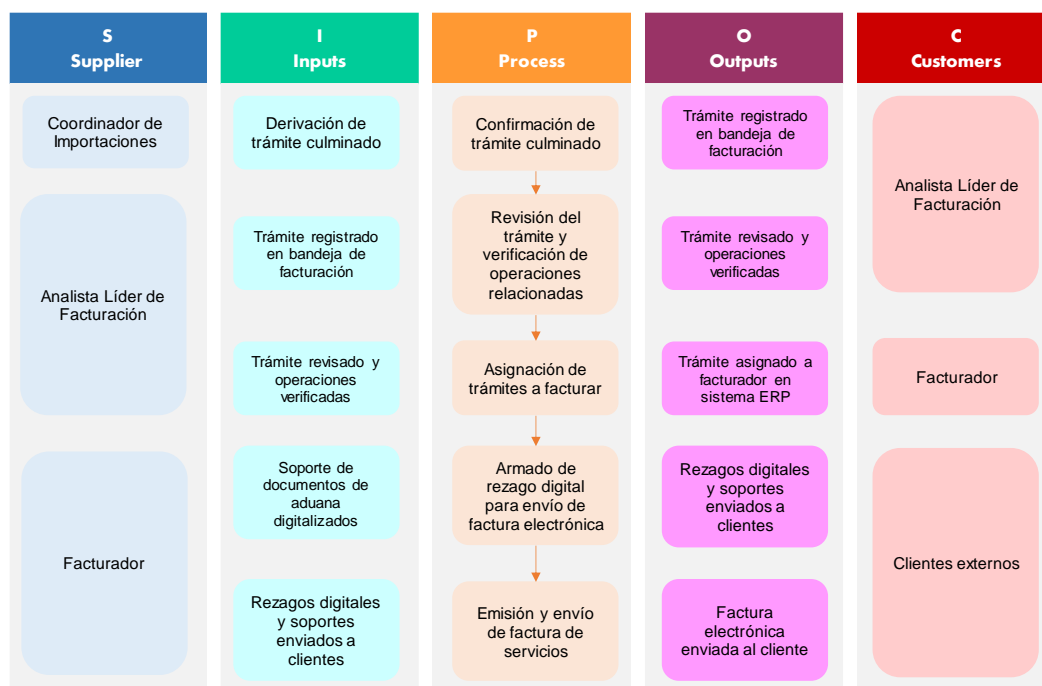 S
Supplier
I
Inputs
P
Process
O
Outputs
C
Customers
Coordinador de
Importaciones
Derivación de
trámite culminado
Confirmación de
trámite culminado
Trámite registrado
en bandeja de
facturación
Analista Líder de
Facturación
Analista Líder de
Facturación
Trámite registrado
en bandeja de
facturación
Revisión del
trámite y
verificación de
operaciones
relacionadas
Trámite revisado y
operaciones
verificadas
Trámite revisado y
operaciones
verificadas
Asignación de
trámites a facturar
Trámite asignado a
facturador en
sistema ERP
Facturador
Facturador
Soporte de
documentos de
aduana
digitalizados
Armado de
rezago digital
para envío de
factura electrónica
Rezagos digitales
y soportes
enviados a
clientes
Clientes externos
Rezagos digitales
y soportes
enviados a
clientes
Emisión y envío
de factura de
servicios
Factura
electrónica
enviada al cliente